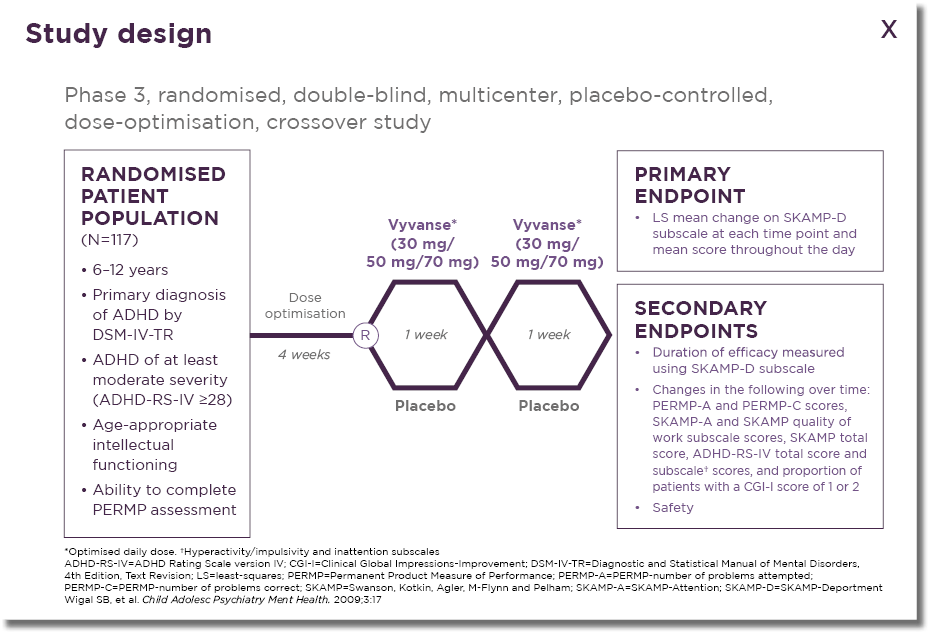 Study design
X
Phase 3, randomised, double-blind, multicenter, placebo-controlled,
dose-optimisation, crossover study
RANDOMISED
PATIENT
POPULATION
(N=117)
• 6–12 years
• Primary diagnosis
of ADHD by
DSM-IV-TR
• ADHD of at least
moderate severity
(ADHD-RS-IV ≥28)
• Age-appropriate
intellectual
functioning
• Ability to complete
PERMP assessment
Dose
optimisation
4 weeks
R
Vyvanse*
(30 mg/
50 mg/70 mg)
1 week
Placebo
Vyvanse*
(30 mg/
50 mg/70 mg)
1 week
Placebo
PRIMARY
ENDPOINT
• LS mean change on SKAMP-D
subscale at each time point and
mean score throughout the day
SECONDARY
ENDPOINTS
• Duration of efficacy measured
using SKAMP-D subscale
• Changes in the following over time:
PERMP-A and PERMP-C scores,
SKAMP-A and SKAMP quality of
work subscale scores, SKAMP total
score, ADHD-RS-IV total score and
subscale† scores, and proportion of
patients with a CGI-I score of 1 or 2
• Safety
*Optimised daily dose. †Hyperactivity/impulsivity and inattention subscales
ADHD-RS-IV=ADHD Rating Scale version IV; CGI-I=Clinical Global Impressions-Improvement; DSM-IV-TR=Diagnostic and Statistical Manual of Mental Disorders,
4th Edition, Text Revision; LS=least-squares; PERMP=Permanent Product Measure of Performance; PERMP-A=PERMP-number of problems attempted;
PERMP-C=PERMP-number of problems correct; SKAMP=Swanson, Kotkin, Agler, M-Flynn and Pelham; SKAMP-A=SKAMP-Attention; SKAMP-D=SKAMP-Deportment
Wigal SB, et al. Child Adolesc Psychiatry Ment Health. 2009;3:17